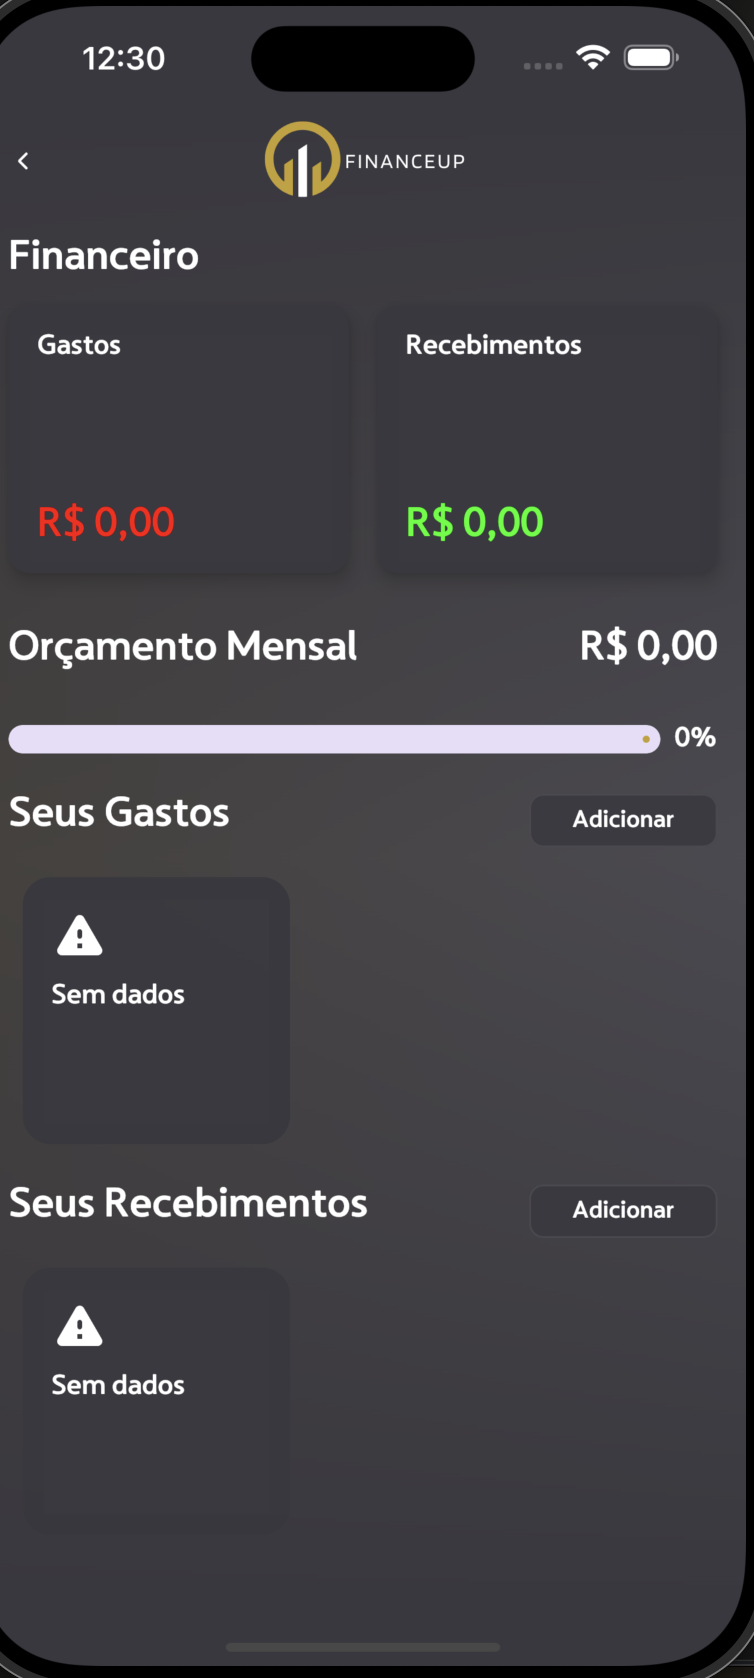 12:30
FINANCEUP
Financeiro
Gastos
Recebimentos
R$ 0,00
R$ 0,00
Orçamento Mensal
R$ 0,00
0%
Seus Gastos
Adicionar
Sem dados
Seus Recebimentos
Adicionar
Sem dados